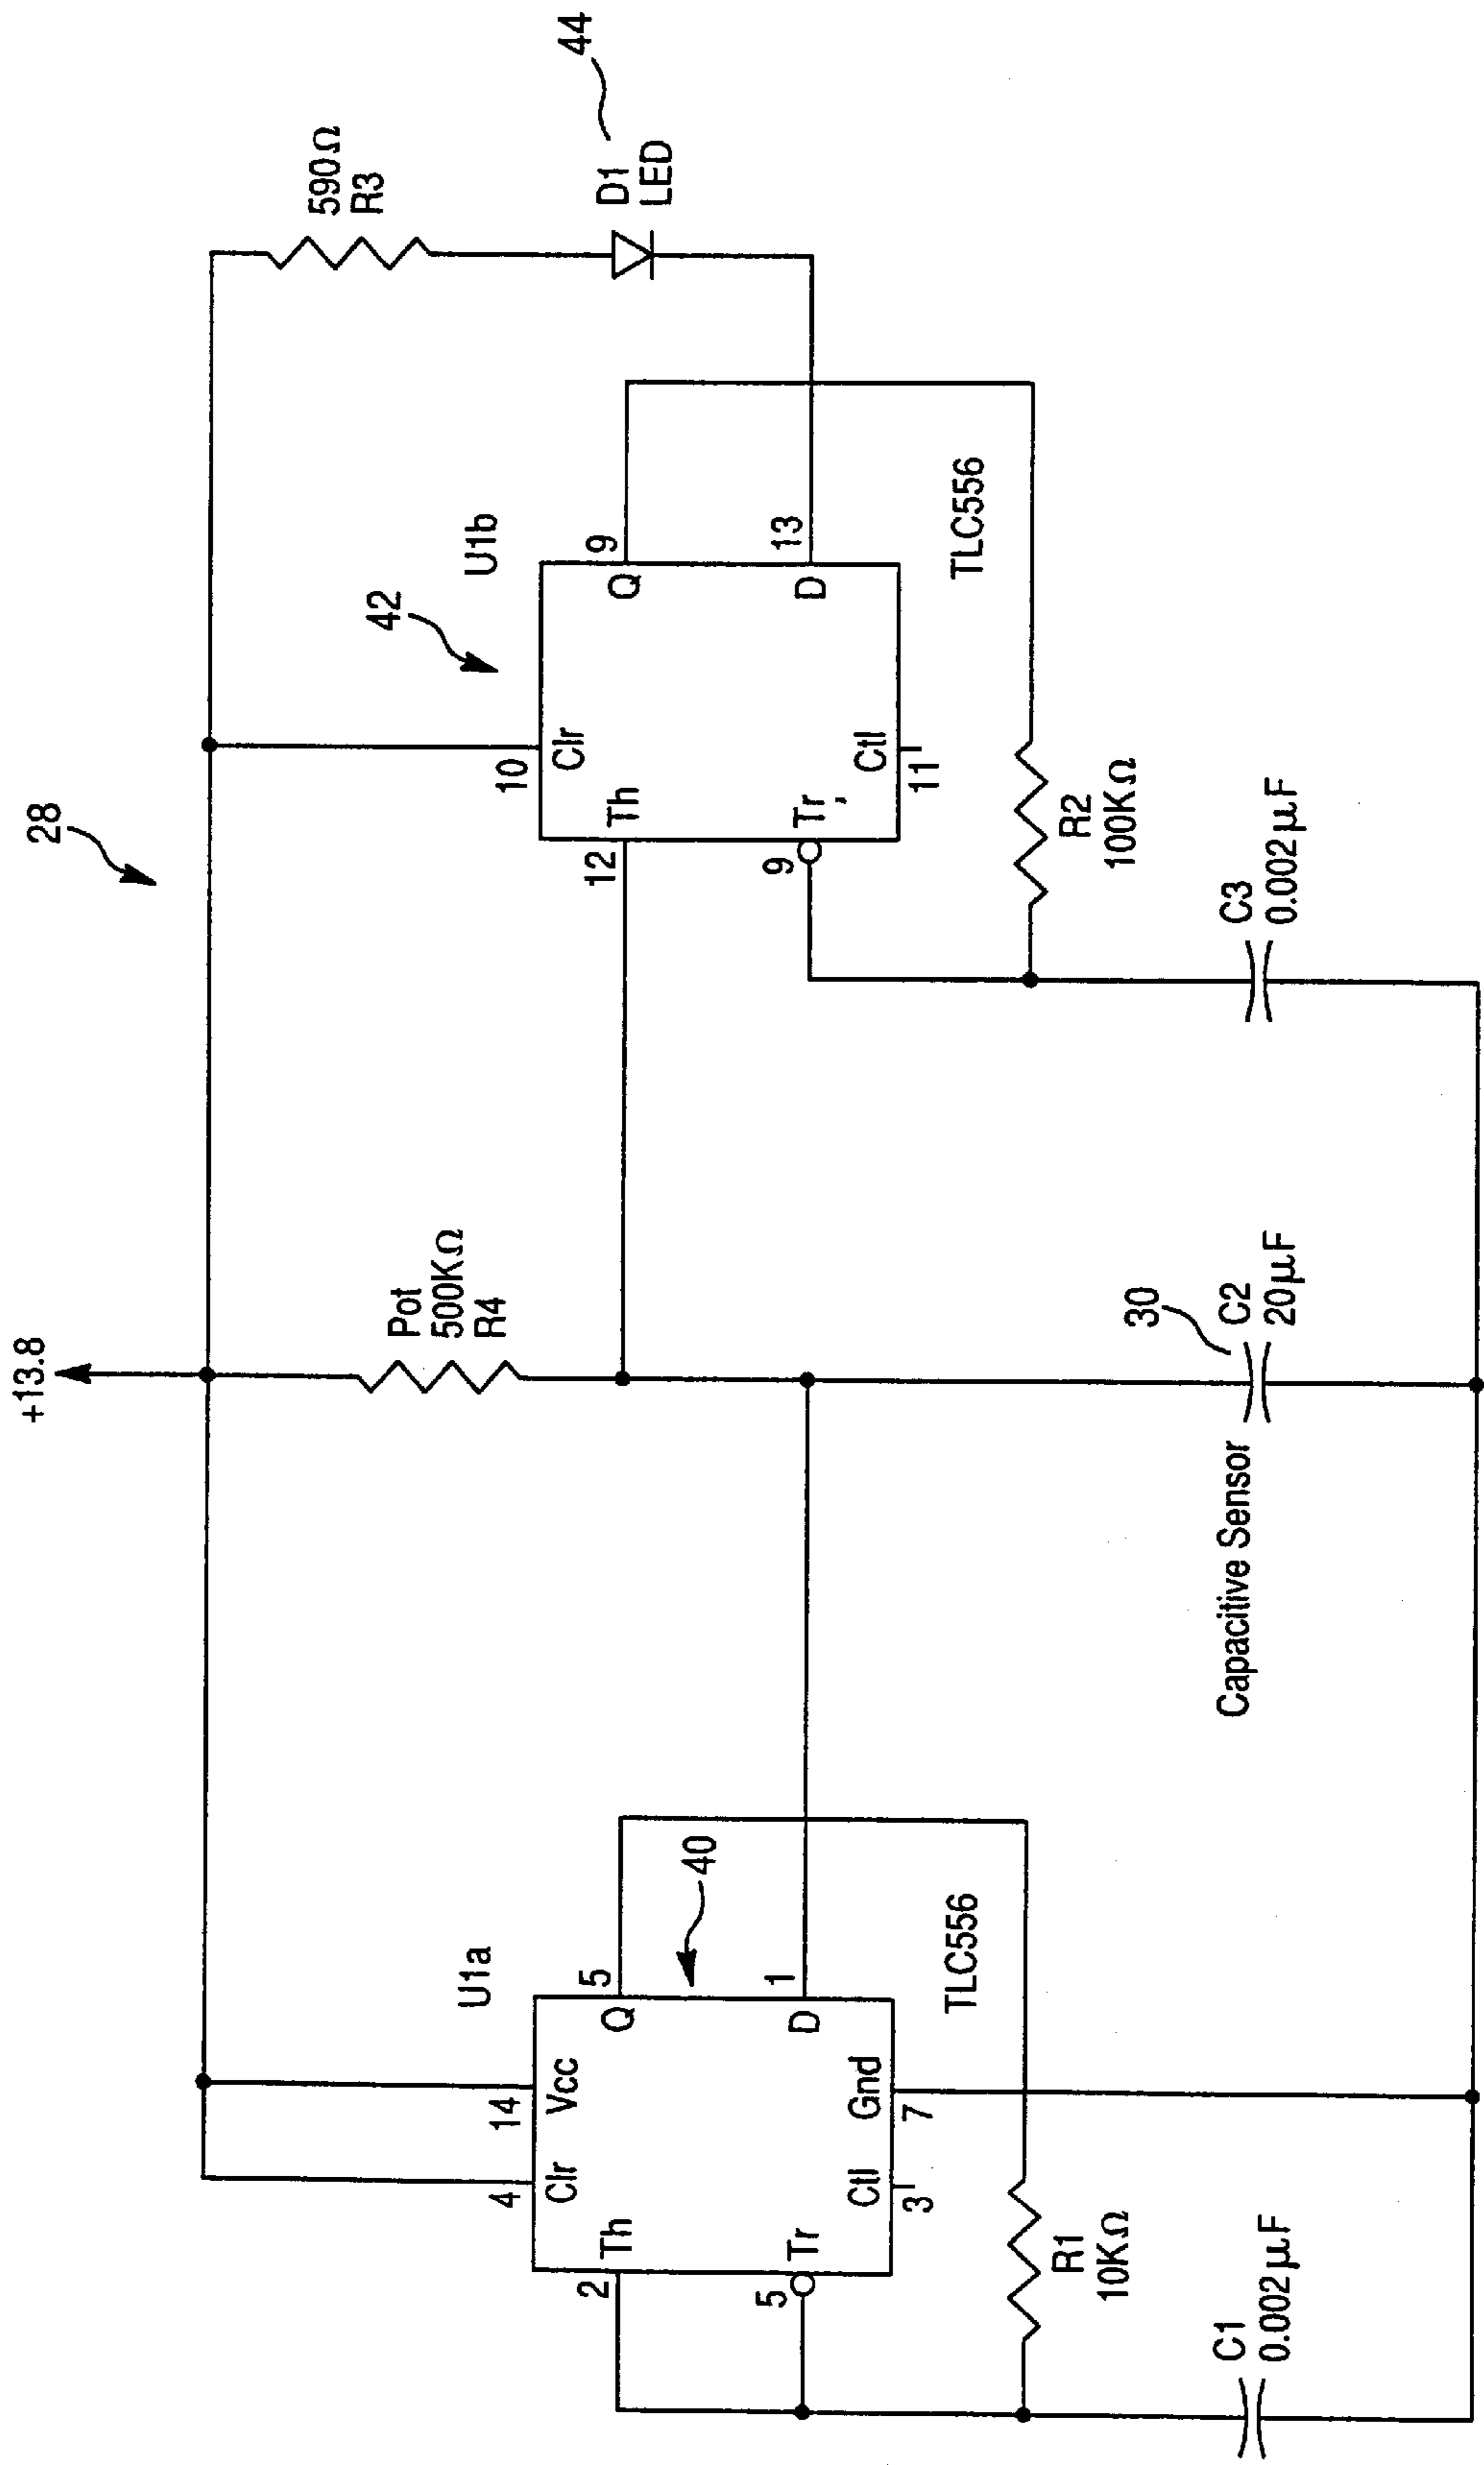 28
+13.8
Pot
500KΩ
R4
590Ω
R3
D1
LED
44
U1a
40
14
Vcc
4
Clr
2
Th
5
Tr
Ctl
3
Gnd
7
5
Q
1
D
TLC556
R1
10KΩ
C1
0.002μF
Capacitive Sensor
30
C2
20μF
U1b
42
10
Clr
12
Th
9
Tr,
Ctl
11
9
Q
13
D
TLC556
R2
100KΩ
C3
0.002μF